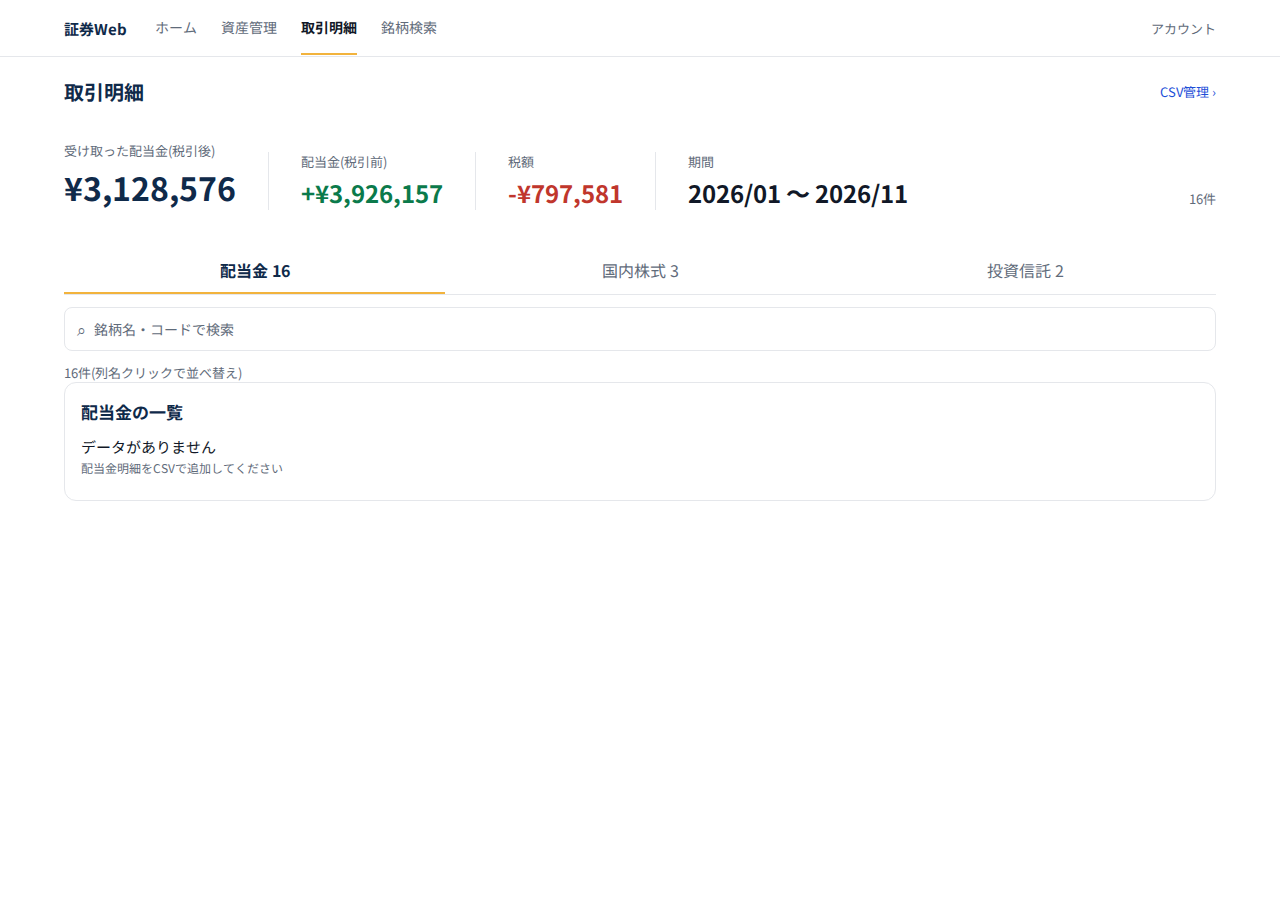 証券Web ホーム 資産管理 取引明細 銘柄検索 アカウント
取引明細 CSV管理 ›
受け取った配当金(税引後) 配当金(税引前) 税額 期間
¥3,128,576 +¥3,926,157 -¥797,581 2026/01 〜 2026/11 16件
配当金 16 国内株式 3 投資信託 2
⌕ 銘柄名・コードで検索
16件(列名クリックで並べ替え)
配当金の一覧
データがありません
配当金明細をCSVで追加してください